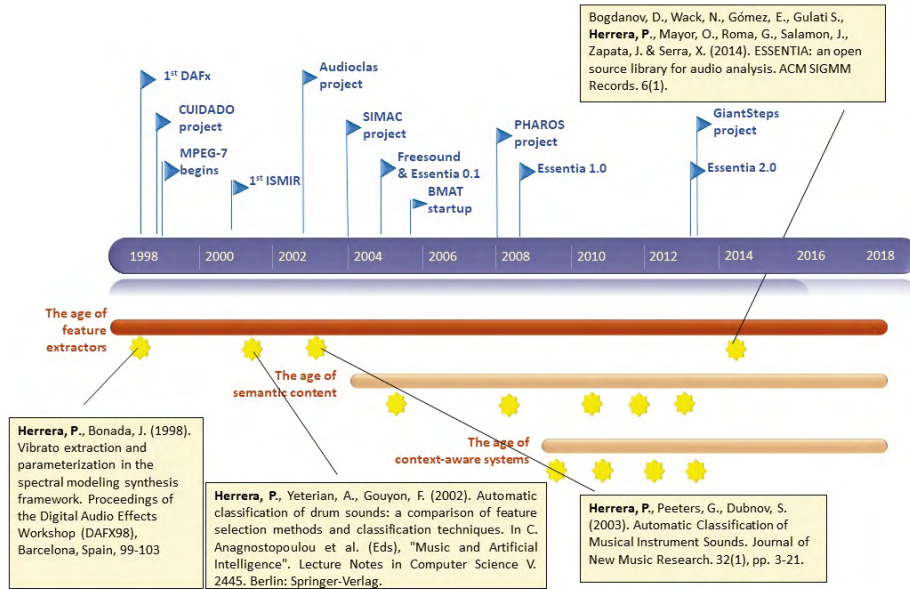 Bogdanov, D., Wack, N., Gómez, E., Gulati S.,
Herrera, P., Mayor, O., Roma, G., Salamon, J.,
Zapata, J. & Serra, X. (2014). ESSENTIA: an open
source library for audio analysis. ACM SIGMM
Records. 6(1).
1st DAFx
CUIDADO
project
MPEG-7
begins
1st ISMIR
Audioclas
project
SIMAC
project
Freesound
& Essentia 0.1
BMAT
startup
PHAROS
project
Essentia 1.0
GiantSteps
project
Essentia 2.0
1998
2000
2002
2004
2006
2008
2010
2012
2014
2016
2018
The age of
feature
extractors
The age of
semantic content
The age of
context-aware systems
Herrera, P., Bonada, J. (1998).
Vibrato extraction and
parameterization in the
spectral modeling synthesis
framework. Proceedings of
the Digital Audio Effects
Workshop (DAFX98),
Barcelona, Spain, 99-103
Herrera, P., Yeterian, A., Gouyon, F. (2002). Automatic
classification of drum sounds: a comparison of feature
selection methods and classification techniques. In C.
Anagnostopoulou et al. (Eds), "Music and Artificial
Intelligence". Lecture Notes in Computer Science V.
2445. Berlin: Springer-Verlag.
Herrera, P., Peeters, G., Dubnov, S.
(2003). Automatic Classification of
Musical Instrument Sounds. Journal of
New Music Research. 32(1), pp. 3-21.